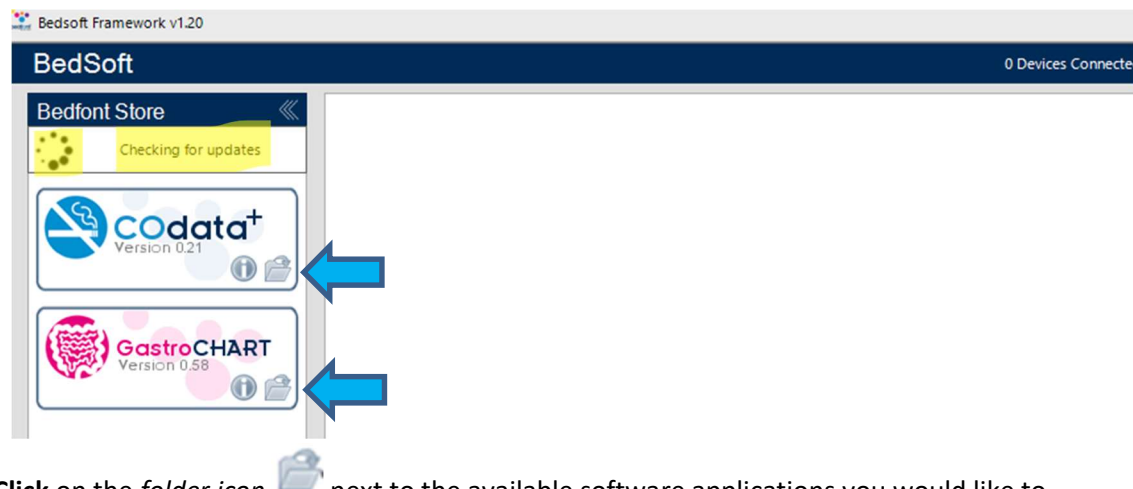 Bedsoft Framework v1.20
BedSoft
0 Devices Connecte
Bedfont Store
Checking for updates
COdata+
Version 0.21
GastroCHART
Version 0.58
Click on the folder icon next to the available software applications you would like to